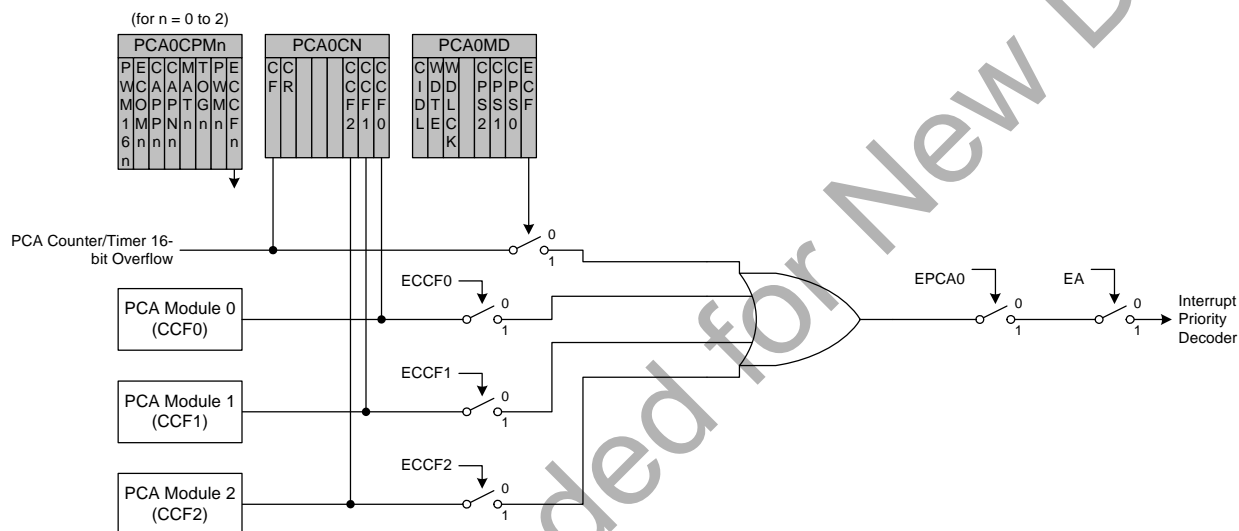 (for n = 0 to 2)
PCA0CPMn
PWM16n
ECOMn
CAPPn
CAPNn
MATn
TOGn
PWMn
ECCFn
PCA0CN
CF
CR
CCF2
CCF1
CCF0
PCA0MD
CIDL
WDTE
WDLCK
CPS2
CPS1
CPS0
ECF
PCA Counter/Timer 16-
bit Overflow
0
1
PCA Module 0
(CCF0)
ECCF0
0
1
PCA Module 1
(CCF1)
ECCF1
0
1
PCA Module 2
(CCF2)
ECCF2
0
1
EPCA0
0
1
EA
0
1
Interrupt
Priority
Decoder
ded for New D